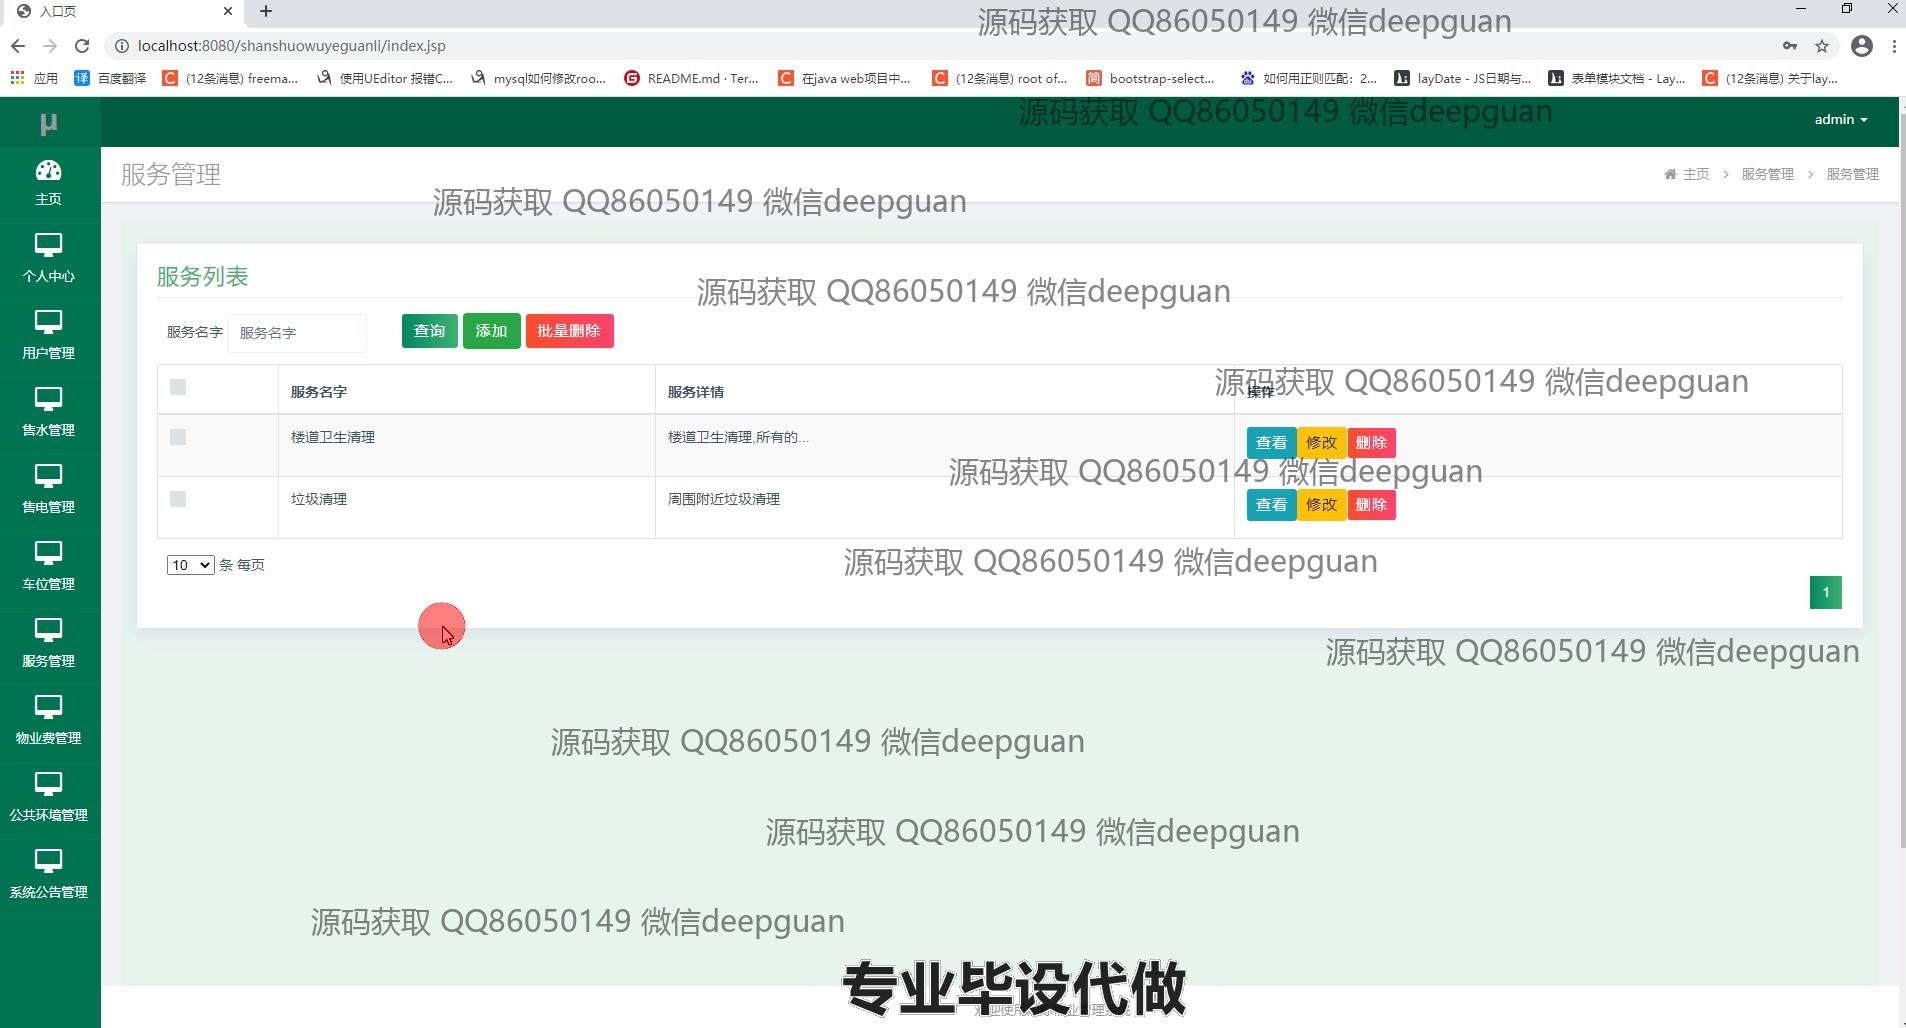 入口页
源码获取 QQ86050149 微信deepguan
localhost:8080/shanshuowuyeguanli/index.jsp
应用 百度翻译 (12条消息) freema... 使用UEditor 报错C... mysql如何修改roo... README.md · Ter... 在java web项目中... (12条消息) root of... bootstrap-select... 如何用正则匹配：2... layDate - JS日期与... 表单模块文档 - Lay... (12条消息) 关于lay...
源码获取 QQ86050149 微信deepguan
μ
admin
主页
服务管理
主页 > 服务管理 > 服务管理
源码获取 QQ86050149 微信deepguan
个人中心
服务列表
源码获取 QQ86050149 微信deepguan
用户管理
服务名字 服务名字 查询 添加 批量删除
源码获取 QQ86050149 微信deepguan
服务名字 服务详情 操作
售水管理
楼道卫生清理 楼道卫生清理,所有的... 查看 修改 删除
源码获取 QQ86050149 微信deepguan
售电管理
垃圾清理 周围附近垃圾清理 查看 修改 删除
10 条 每页
源码获取 QQ86050149 微信deepguan
车位管理
1
服务管理
源码获取 QQ86050149 微信deepguan
物业费管理
源码获取 QQ86050149 微信deepguan
公共环境管理
源码获取 QQ86050149 微信deepguan
系统公告管理
源码获取 QQ86050149 微信deepguan
专业毕设代做